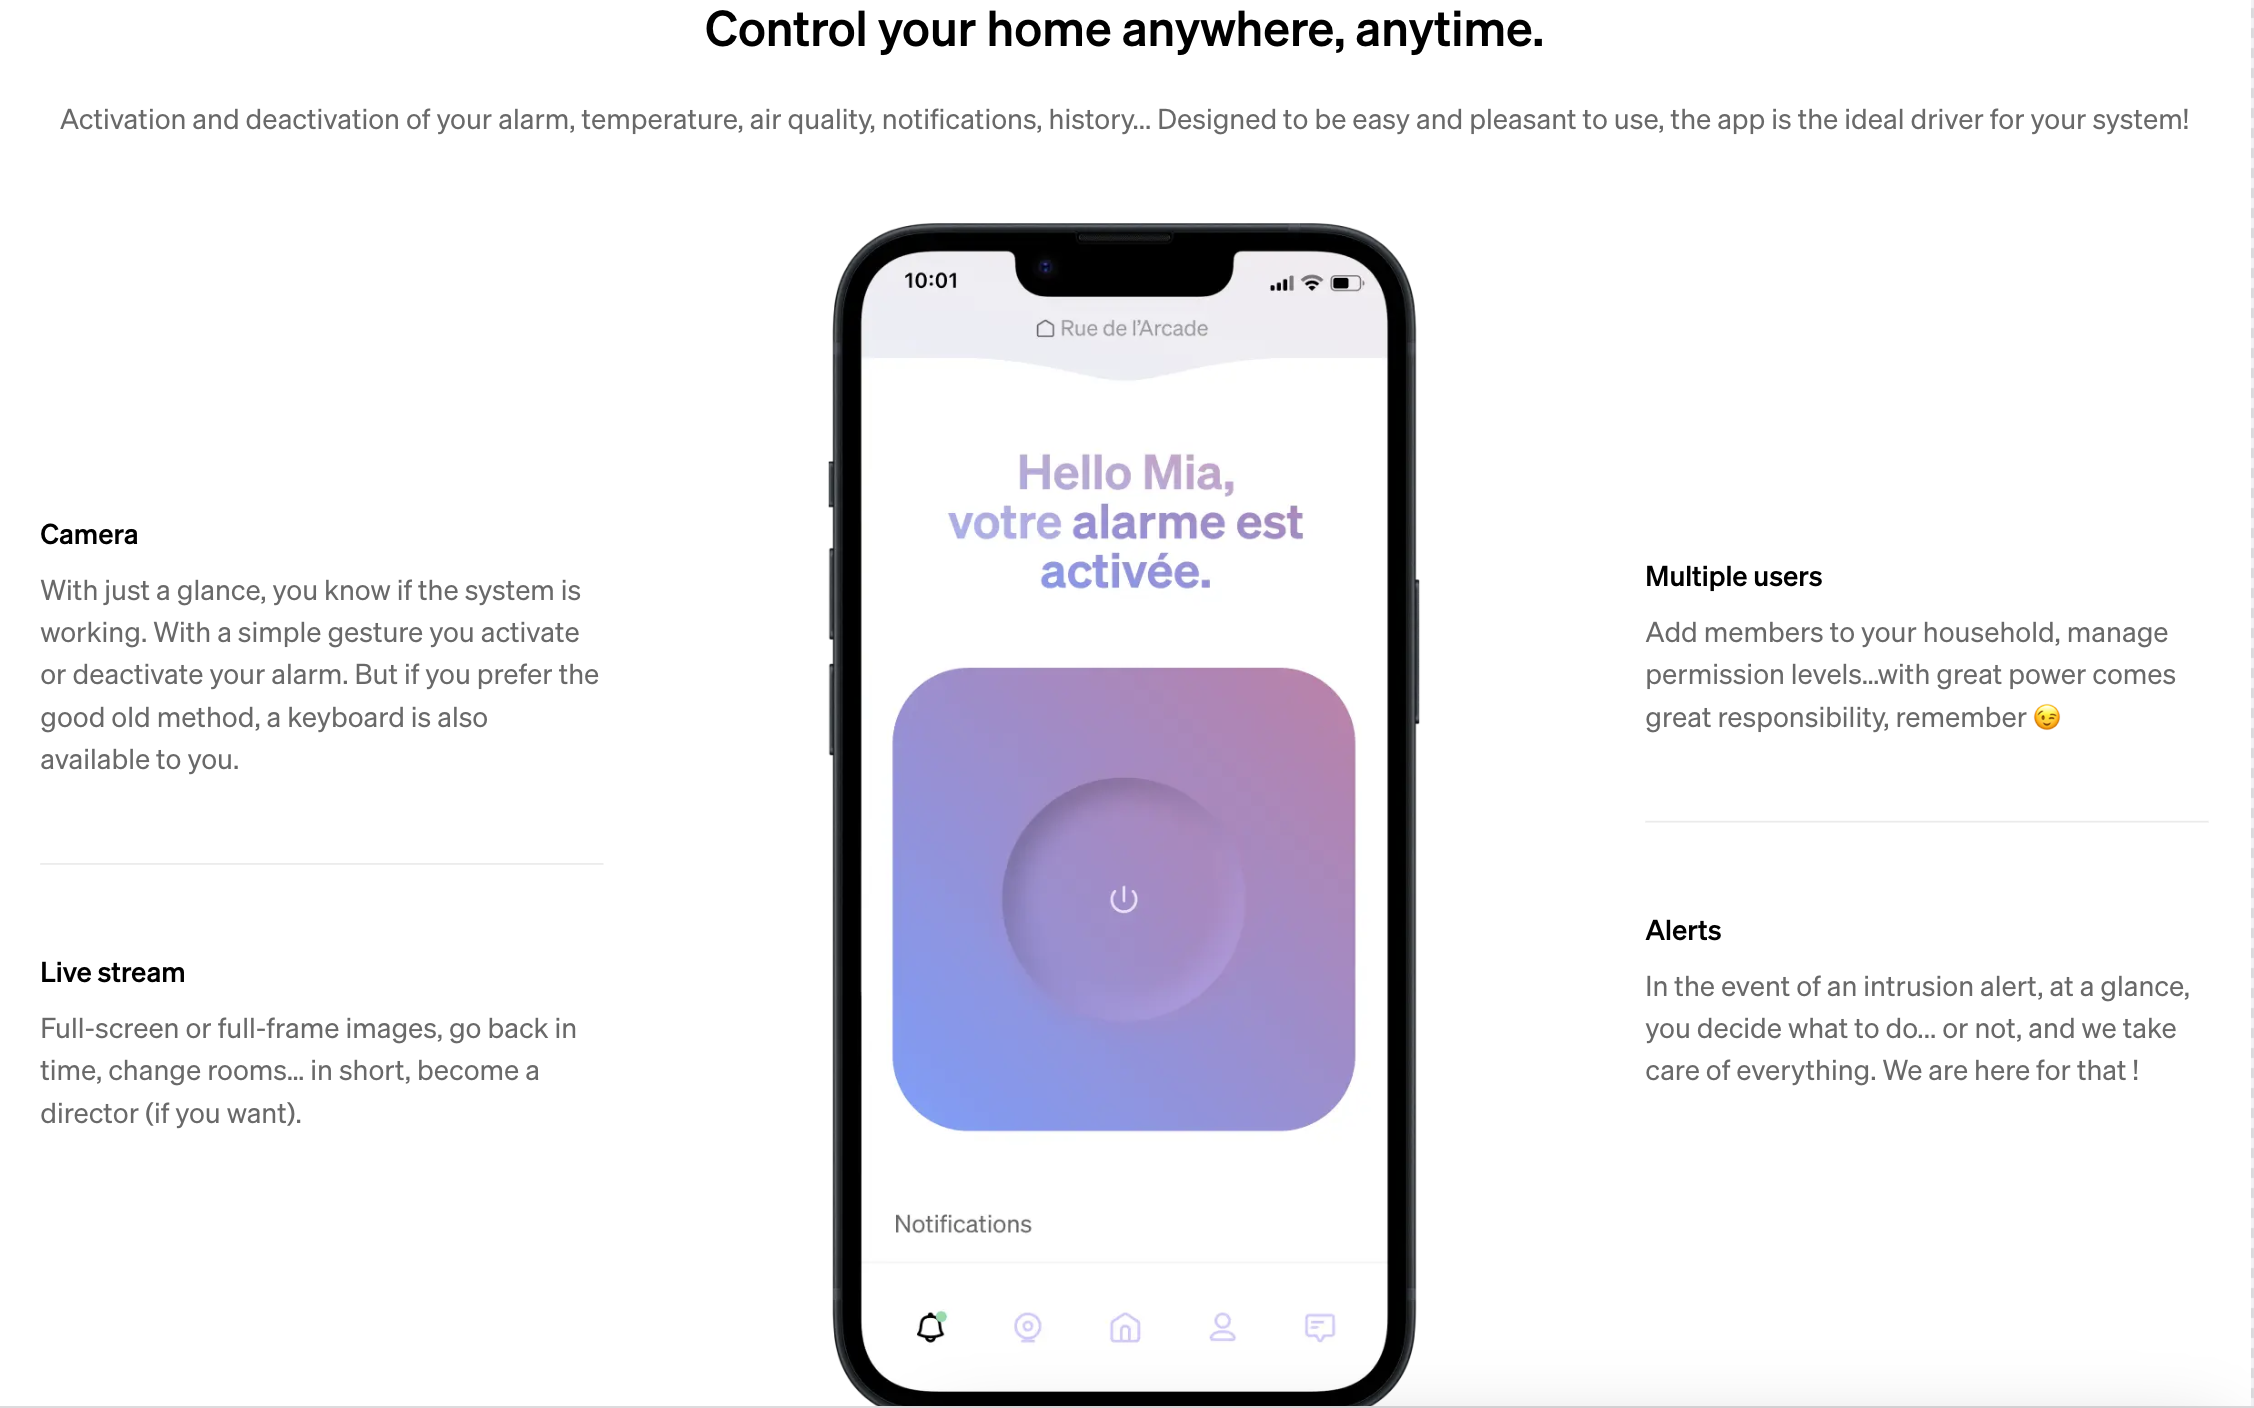 Control your home anywhere, anytime.
Activation and deactivation of your alarm, temperature, air quality, notifications, history... Designed to be easy and pleasant to use, the app is the ideal driver for your system!
Camera
With just a glance, you know if the system is
working. With a simple gesture you activate
or deactivate your alarm. But if you prefer the
good old method, a keyboard is also
available to you.
Live stream
Full-screen or full-frame images, go back in
time, change rooms... in short, become a
director (if you want).
10:01
Rue de l’Arcade
Hello Mia,
votre alarme est
activée.
Notifications
Multiple users
Add members to your household, manage
permission levels...with great power comes
great responsibility, remember 😉
Alerts
In the event of an intrusion alert, at a glance,
you decide what to do... or not, and we take
care of everything. We are here for that !